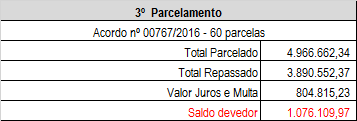 3º Parcelamento
Acordo nº 00767/2016 - 60 parcelas
Total Parcelado 4.966.662,34
Total Repassado 3.890.552,37
Valor Juros e Multa 804.815,23
Saldo devedor 1.076.109,97